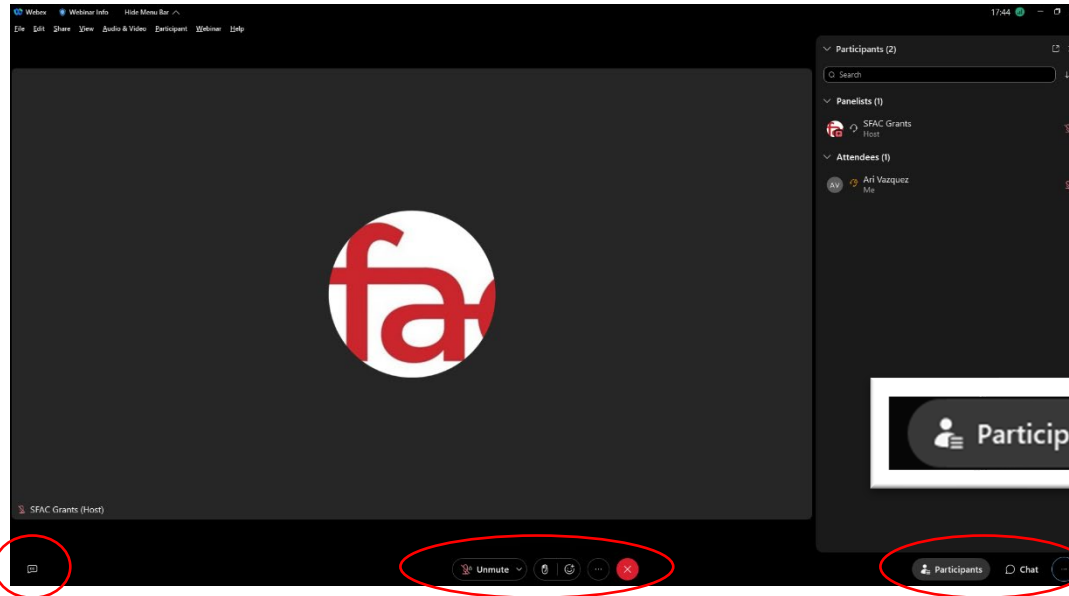 Webex Webinar Info Hide Menu Bar 17:44
File Edit Share View Audio & Video Participant Webinar Help
Participants (2)
Search
Panelists (1)
SFAC Grants
Host
Attendees (1)
AV Ari Vazquez
Me
fac
Particip
SFAC Grants (Host)
Unmute
Participants Chat